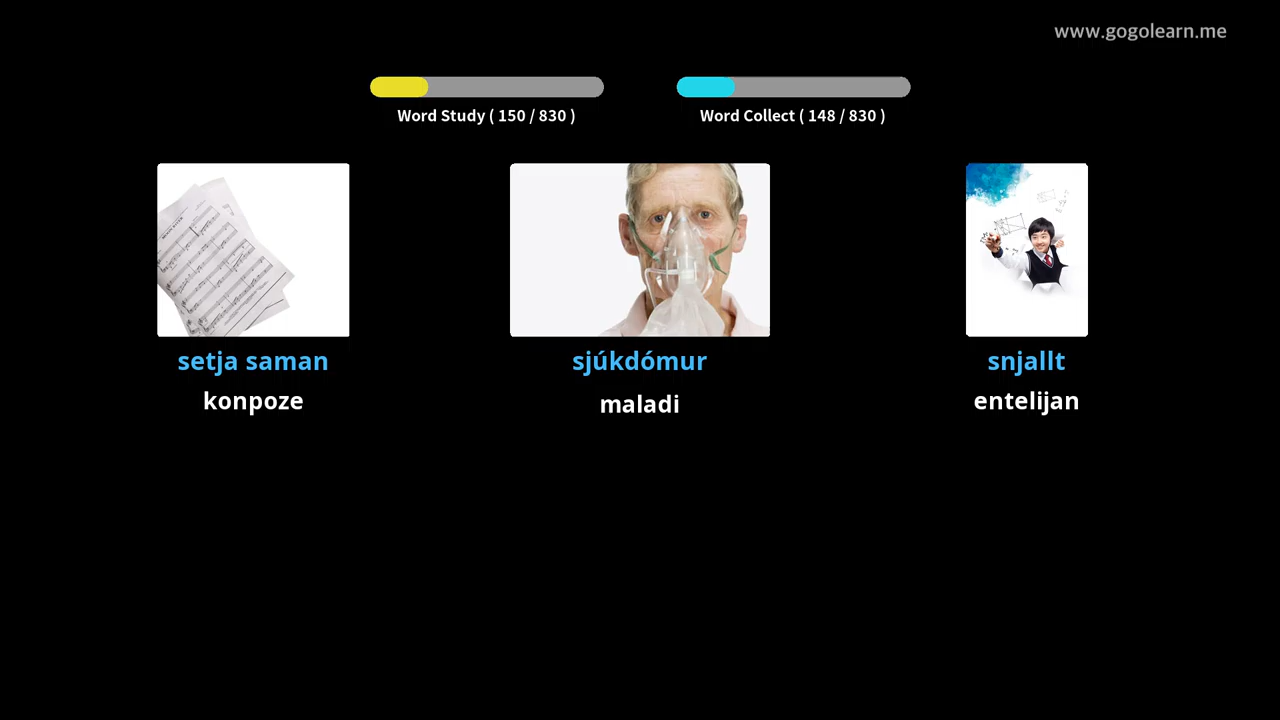 www.gogolearn.me
Word Study ( 150 / 830 )
Word Collect ( 148 / 830 )
setja saman
konpoze
sjúkdómur
maladi
snjallt
entelijan